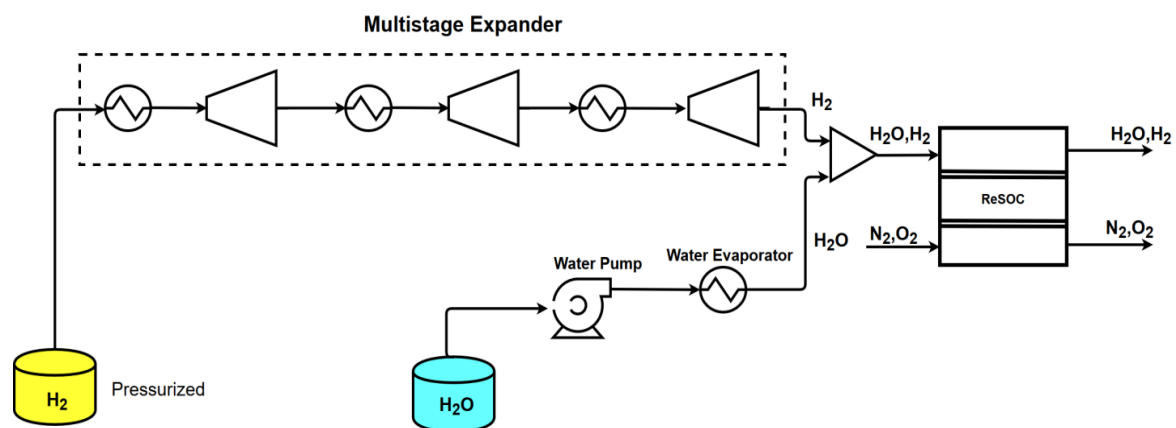 Multistage Expander
H₂
H₂O,H₂
H₂O,H₂
ReSOC
H₂O
N₂,O₂
N₂,O₂
Water Pump
Water Evaporator
H₂
Pressurized
H₂O